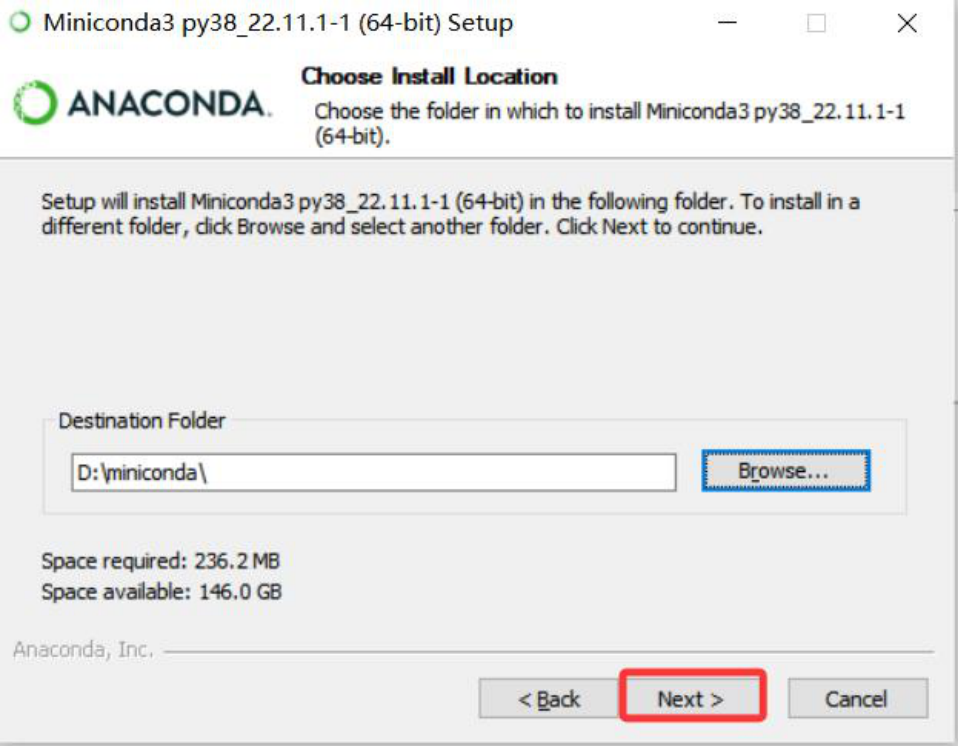 Miniconda3 py38_22.11.1-1 (64-bit) Setup
ANACONDA.
Choose Install Location
Choose the folder in which to install Miniconda3 py38_22.11.1-1
(64-bit).
Setup will install Miniconda3 py38_22.11.1-1 (64-bit) in the following folder. To install in a
different folder, click Browse and select another folder. Click Next to continue.
Destination Folder
D:\miniconda\
Browse...
Space required: 236.2 MB
Space available: 146.0 GB
Anaconda, Inc.
< Back
Next >
Cancel